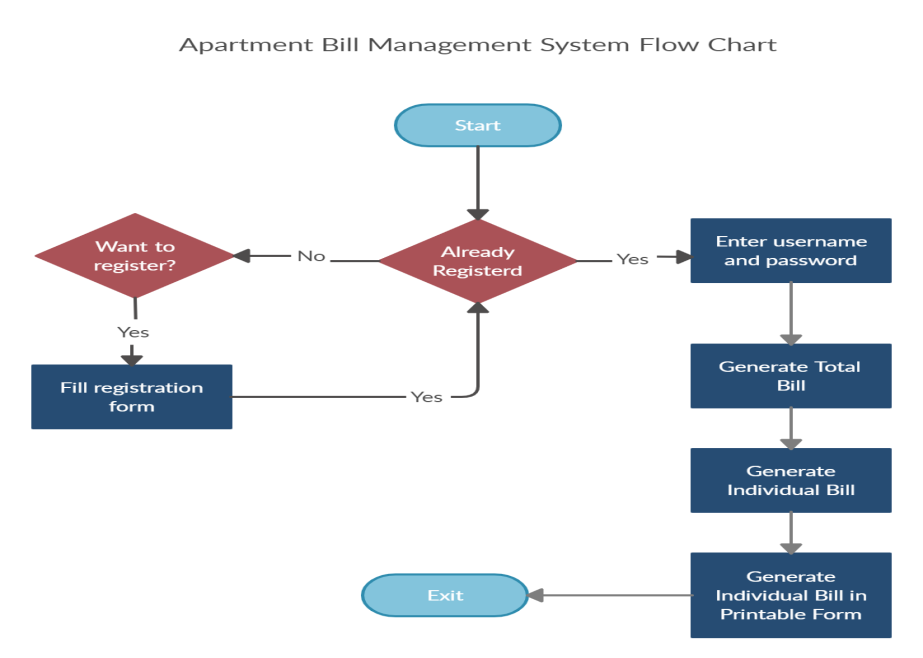 Apartment Bill Management System Flow Chart
Start
Want to
register?
No
Already
Registerd
Yes
Enter username
and password
Yes
Fill registration
form
Yes
Generate Total
Bill
Generate
Individual Bill
Generate
Individual Bill in
Printable Form
Exit